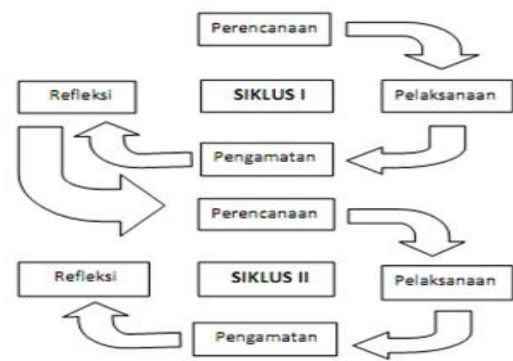 Perencanaan
Refleksi
SIKLUS I
Pelaksanaan
Pengamatan
Perencanaan
Refleksi
SIKLUS II
Pelaksanaan
Pengamatan